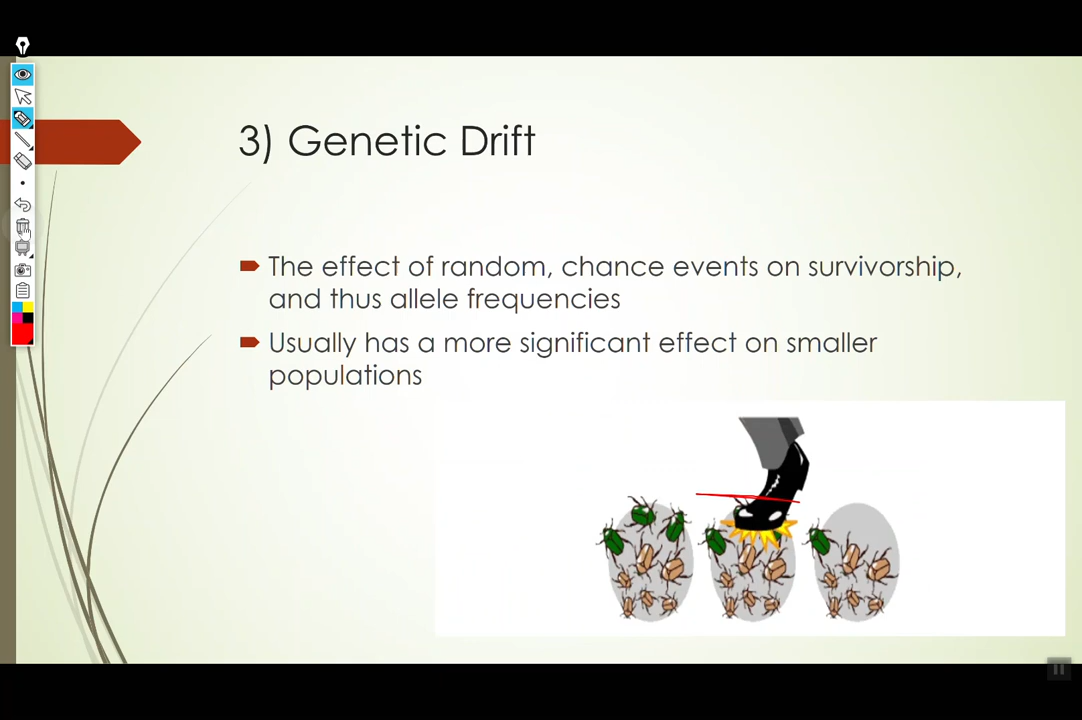 3) Genetic Drift
The effect of random, chance events on survivorship,
and thus allele frequencies
Usually has a more significant effect on smaller
populations